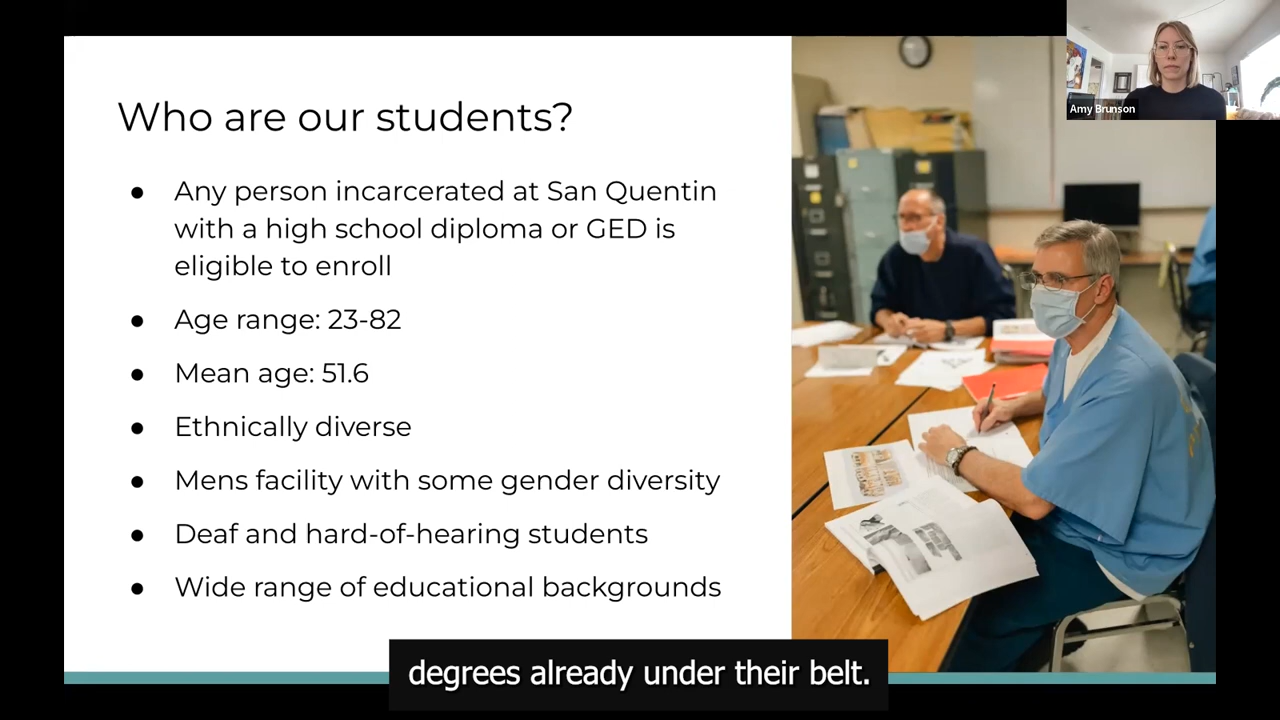 Who are our students?
● Any person incarcerated at San Quentin
with a high school diploma or GED is
eligible to enroll
● Age range: 23-82
● Mean age: 51.6
● Ethnically diverse
● Mens facility with some gender diversity
● Deaf and hard-of-hearing students
● Wide range of educational backgrounds
Amy Brunson
degrees already under their belt.